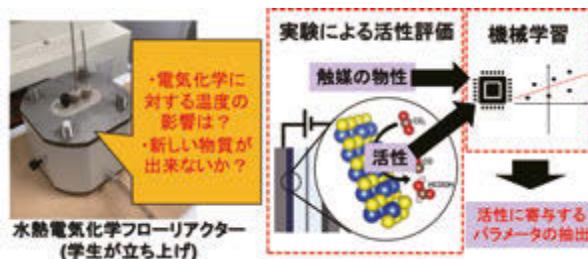 ・電気化学に
対する温度の
影響は？
・新しい物質が
出来ないか？
水熱電気化学フローリアクター
(学生が立ち上げ)
実験による活性評価
触媒の物性
活性
CO₂
HCOOH
機械学習
活性に寄与する
パラメータの抽出